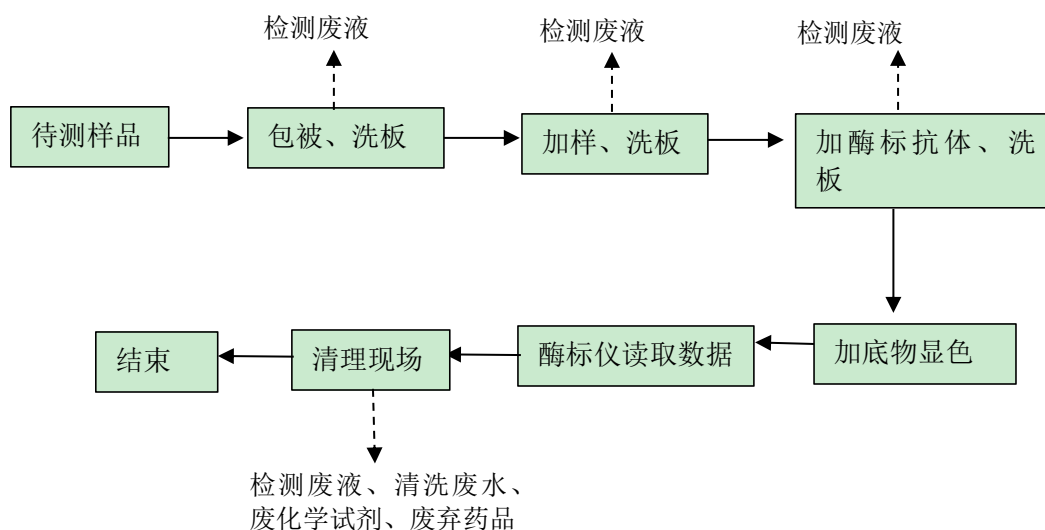 检测废液
检测废液
检测废液
待测样品
包被、洗板
加样、洗板
加酶标抗体、洗
板
结束
清理现场
酶标仪读取数据
加底物显色
检测废液、清洗废水、
废化学试剂、废弃药品